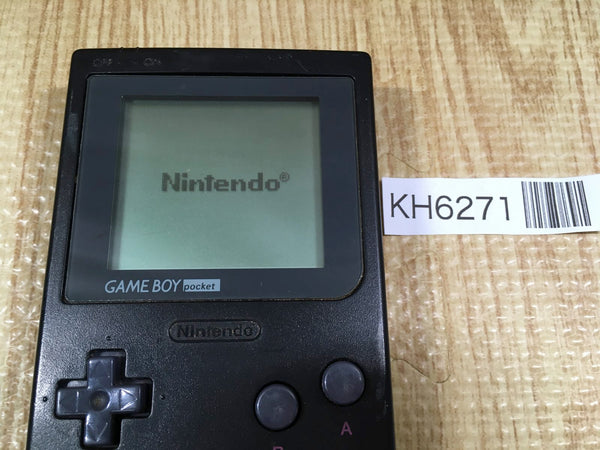 OFF ON
Nintendo®
KH6271
GAME BOY pocket
Nintendo
A
B